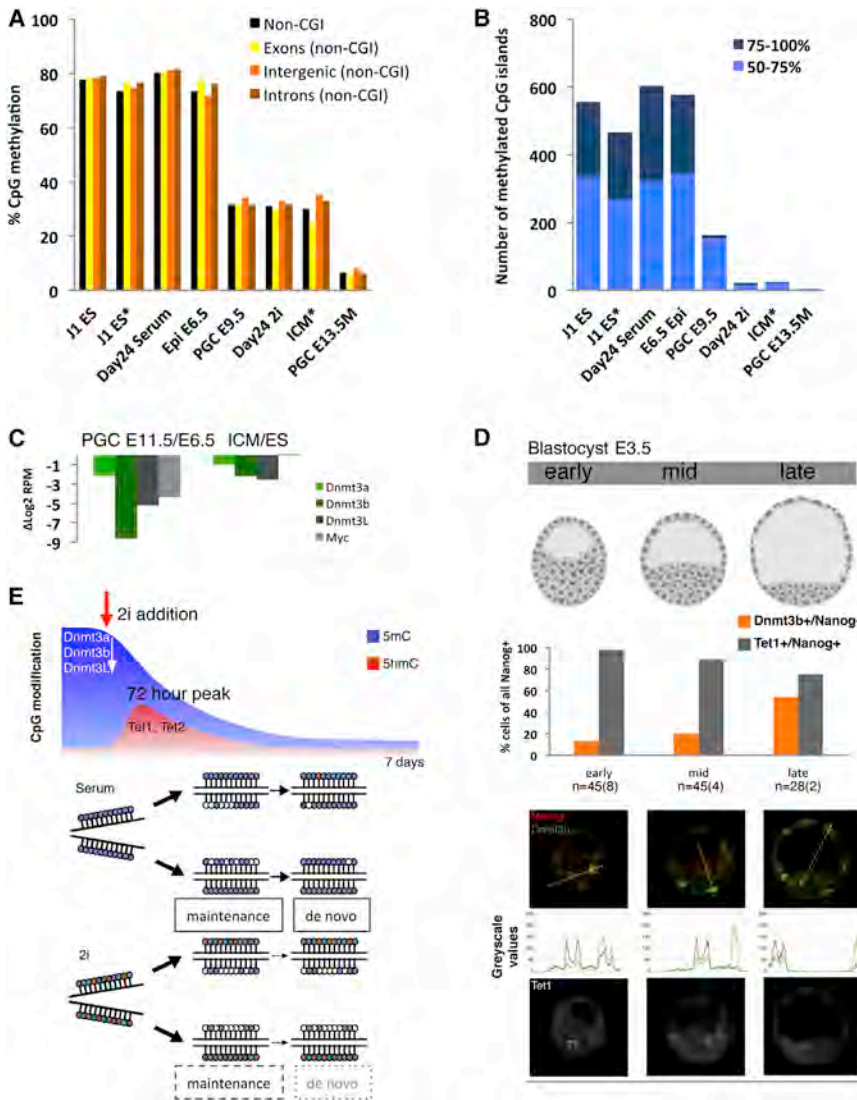 A
% CpG methylation
100
80
60
40
20
0
Non-CGI
Exons (non-CGI)
Intergenic (non-CGI)
Introns (non-CGI)
J1 ES
J1 ES*
Day24 Serum
Epi E6.5
PGC E9.5
Day24 2i
ICM*
PGC E13.5M
B
Number of methylated CpG islands
800
600
400
200
0
75-100%
50-75%
J1 ES
J1 ES*
Day24 Serum
E6.5 Epi
PGC E9.5
Day24 2i
ICM*
PGC E13.5M
C
PGC E11.5/E6.5 ICM/ES
ΔLog2 RPM
-1
-3
-5
-7
-9
Dnmt3a
Dnmt3b
Dnmt3L
Myc
D
Blastocyst E3.5
early mid late
Dnmt3b+/Nanog+
Tet1+/Nanog+
% cells of all Nanog+
100
80
60
40
20
0
early mid late
n=45(8) n=45(4) n=28(2)
Nanog
Dnmt3b
Greyscale values
Tet1
E
2i addition
Dnmt3a
Dnmt3b
Dnmt3L
5mC
5hmC
72 hour peak
Tet1, Tet2
CpG modification
7 days
Serum
maintenance de novo
2i
maintenance de novo